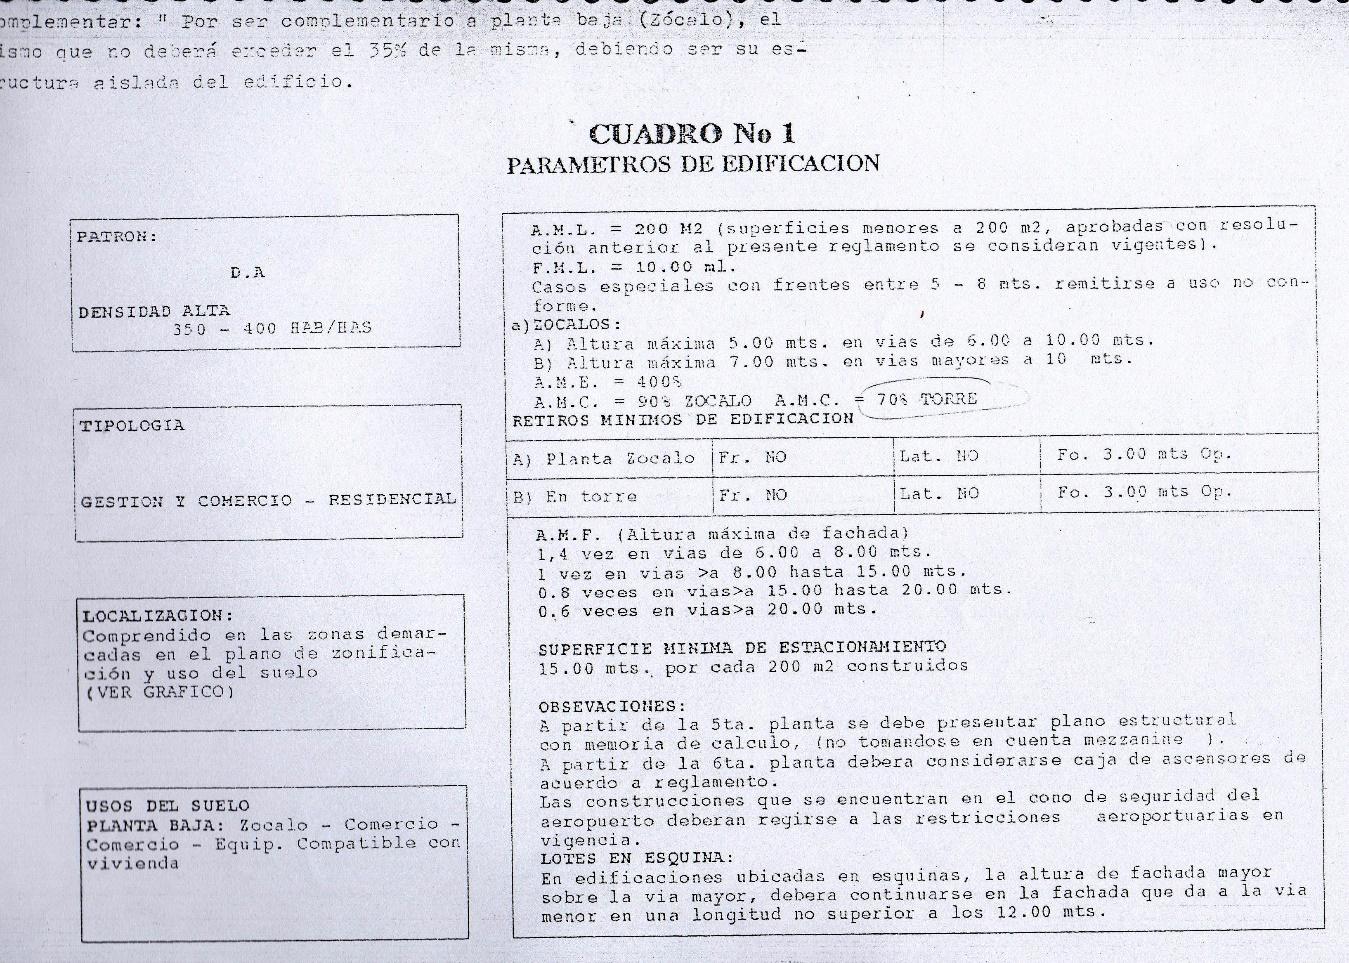 omplementar: " Por ser complementario a planta baja (Zócalo), el
ismo que no deberá exceder el 35% de la misma, debiendo ser su es-
ructura aislada del edificio.
CUADRO No 1
PARAMETROS DE EDIFICACION
PATRON:
D.A
DENSIDAD ALTA
350 - 400 HAB/HAS
TIPOLOGIA
GESTION Y COMERCIO - RESIDENCIAL
LOCALIZACION:
Comprendido en las zonas demar-
cadas en el plano de zonifica-
ción y uso del suelo
(VER GRAFICO)
USOS DEL SUELO
PLANTA BAJA: Zocalo - Comercio -
Comercio - Equip. Compatible con
vivienda
A.M.L. = 200 M2 (superficies menores a 200 m2, aprobadas con resolu-
ción anterior al presente reglamento se consideran vigentes).
F.M.L. = 10.00 ml.
Casos especiales con frentes entre 5 - 8 mts. remitirse a uso no con-
forme.
a)ZOCALOS:
A) Altura máxima 5.00 mts. en vias de 6.00 a 10.00 mts.
B) Altura máxima 7.00 mts. en vias mayores a 10 mts.
A.M.E. = 400%
A.M.C. = 90% ZOCALO A.M.C. = 70% TORRE
RETIROS MINIMOS DE EDIFICACION
A) Planta Zocalo Fr. NO Lat. NO Fo. 3.00 mts Op.
B) En torre Fr. NO Lat. NO Fo. 3.00 mts Op.
A.M.F. (Altura máxima de fachada)
1,4 vez en vias de 6.00 a 8.00 mts.
1 vez en vias >a 8.00 hasta 15.00 mts.
0.8 veces en vias>a 15.00 hasta 20.00 mts.
0.6 veces en vias>a 20.00 mts.
SUPERFICIE MINIMA DE ESTACIONAMIENTO
15.00 mts. por cada 200 m2 construidos
OBSEVACIONES:
A partir de la 5ta. planta se debe presentar plano estructural
con memoria de calculo, (no tomandose en cuenta mezzanine ).
A partir de la 6ta. planta debera considerarse caja de ascensores de
acuerdo a reglamento.
Las construcciones que se encuentran en el cono de seguridad del
aeropuerto deberan regirse a las restricciones aeroportuarias en
vigencia.
LOTES EN ESQUINA:
En edificaciones ubicadas en esquinas, la altura de fachada mayor
sobre la via mayor, debera continuarse en la fachada que da a la via
menor en una longitud no superior a los 12.00 mts.